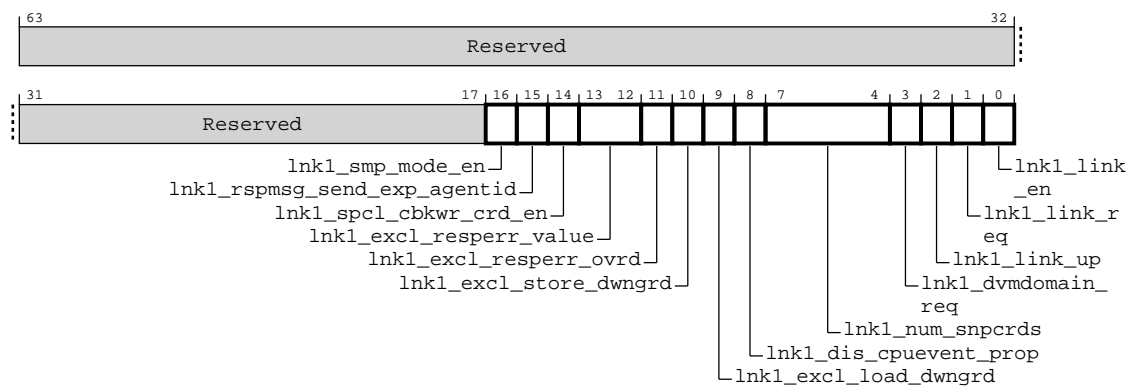 63 32
Reserved
31 17 16 15 14 13 12 11 10 9 8 7 4 3 2 1 0
Reserved
lnk1_smp_mode_en
lnk1_link
_en
lnk1_rspmsg_send_exp_agentid
lnk1_spcl_cbkwr_crd_en
lnk1_link_r
eq
lnk1_excl_resperr_value
lnk1_excl_resperr_ovrd
lnk1_link_up
lnk1_excl_store_dwngrd
lnk1_dvmdomain_
req
lnk1_num_snpcrds
lnk1_dis_cpuevent_prop
lnk1_excl_load_dwngrd